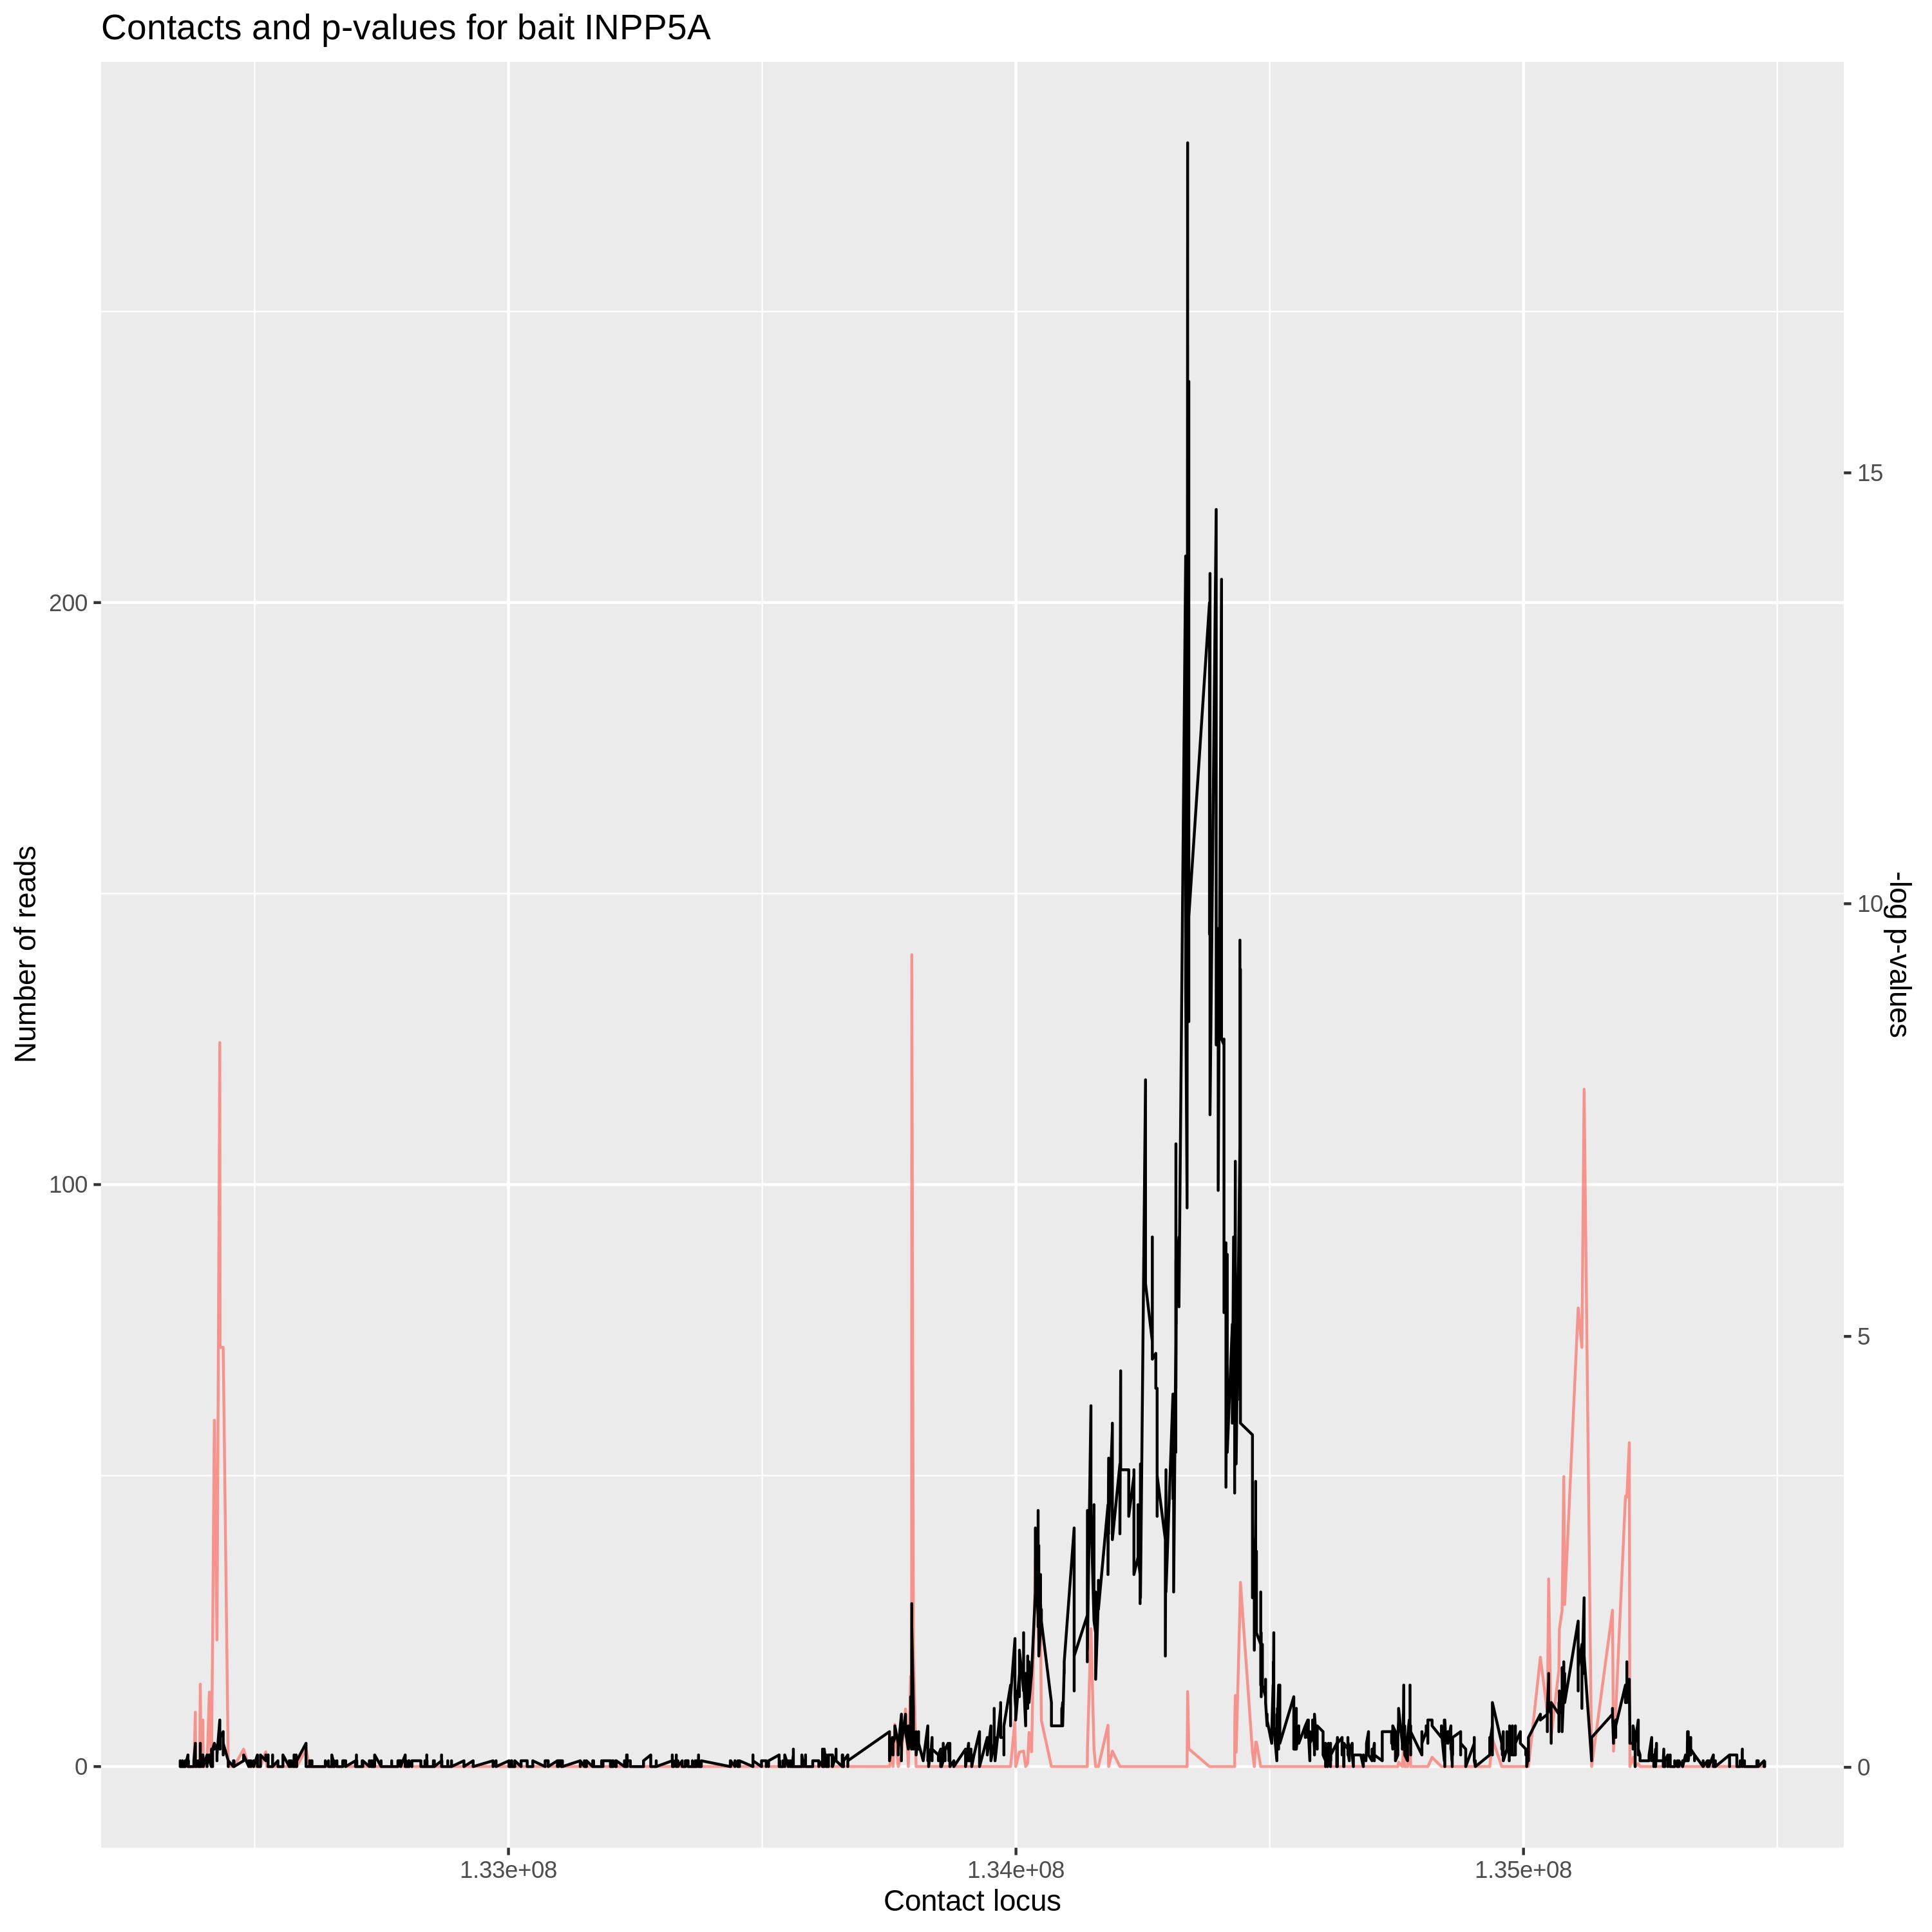 Contacts and p-values for bait INPP5A
Number of reads
200
100
0
15
10
5
0
-log p-values
1.33e+08
1.34e+08
1.35e+08
Contact locus